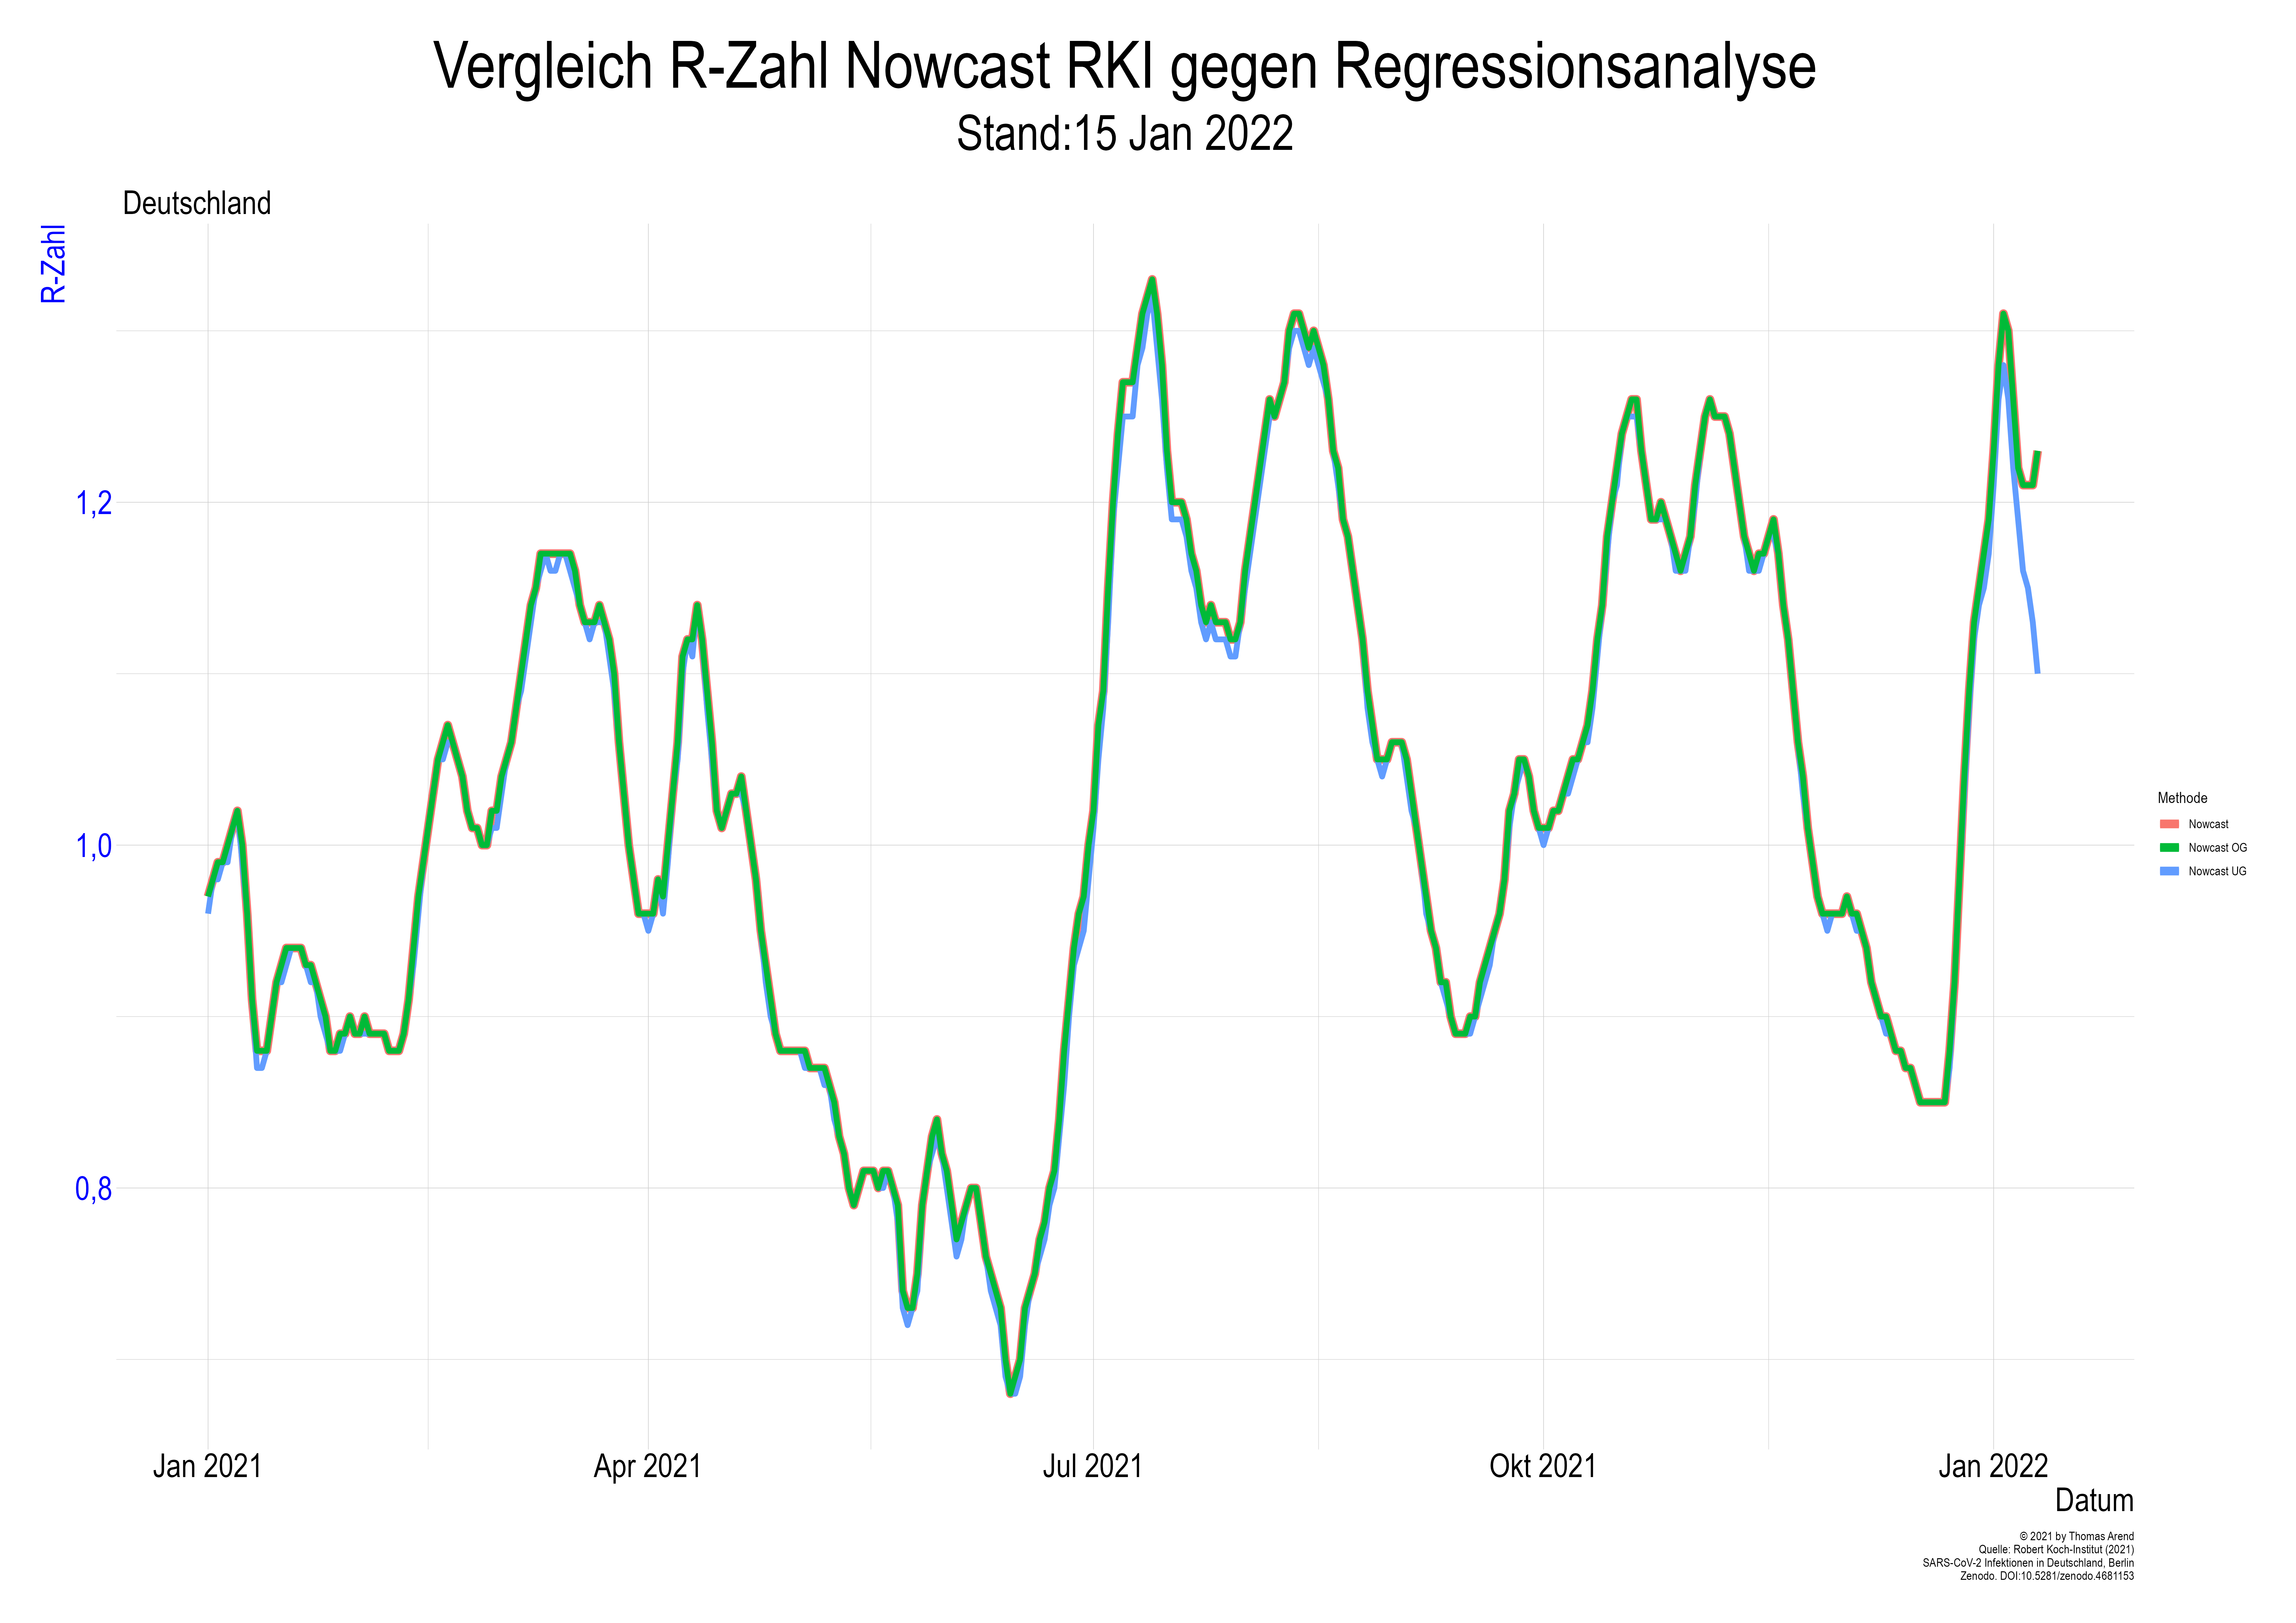 Vergleich R-Zahl Nowcast RKI gegen Regressionsanalyse
Stand:15 Jan 2022
Deutschland
R-Zahl
1,2
1,0
0,8
Jan 2021
Apr 2021
Jul 2021
Okt 2021
Jan 2022
Datum
Methode
Nowcast
Nowcast OG
Nowcast UG
© 2021 by Thomas Arend
Quelle: Robert Koch-Institut (2021)
SARS-CoV-2 Infektionen in Deutschland, Berlin
Zenodo. DOI:10.5281/zenodo.4681153